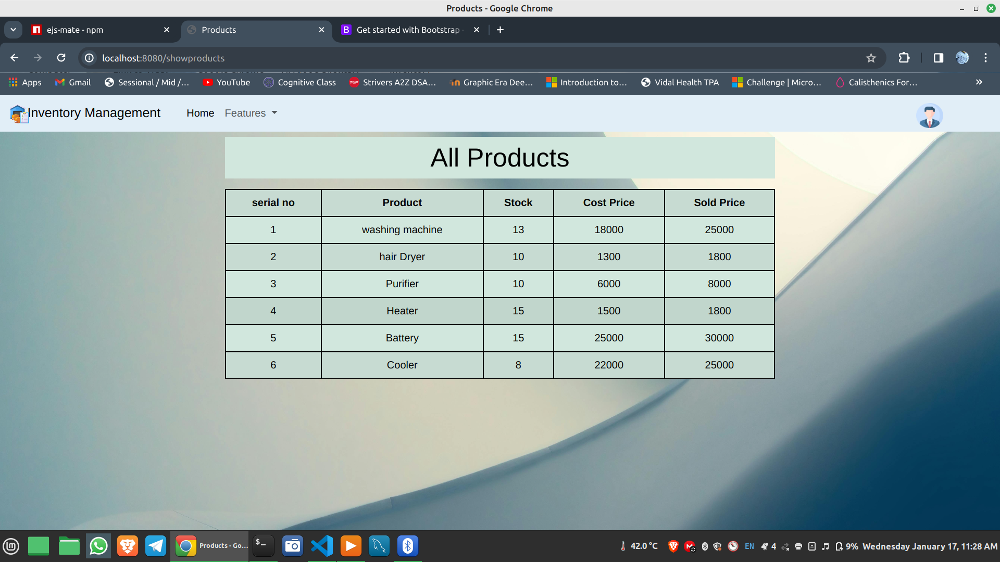 Products - Google Chrome
ejs-mate - npm
Products
Get started with Bootstrap
localhost:8080/showproducts
Apps Gmail Sessional / Mid /... YouTube Cognitive Class Strivers A2Z DSA... Graphic Era Dee... Introduction to... Vidal Health TPA Challenge | Micro... Calisthenics For...
Inventory Management Home Features
All Products
serial no Product Stock Cost Price Sold Price
1 washing machine 13 18000 25000
2 hair Dryer 10 1300 1800
3 Purifier 10 6000 8000
4 Heater 15 1500 1800
5 Battery 15 25000 30000
6 Cooler 8 22000 25000
Products - Go... 42.0 °C EN 4 9% Wednesday January 17, 11:28 AM